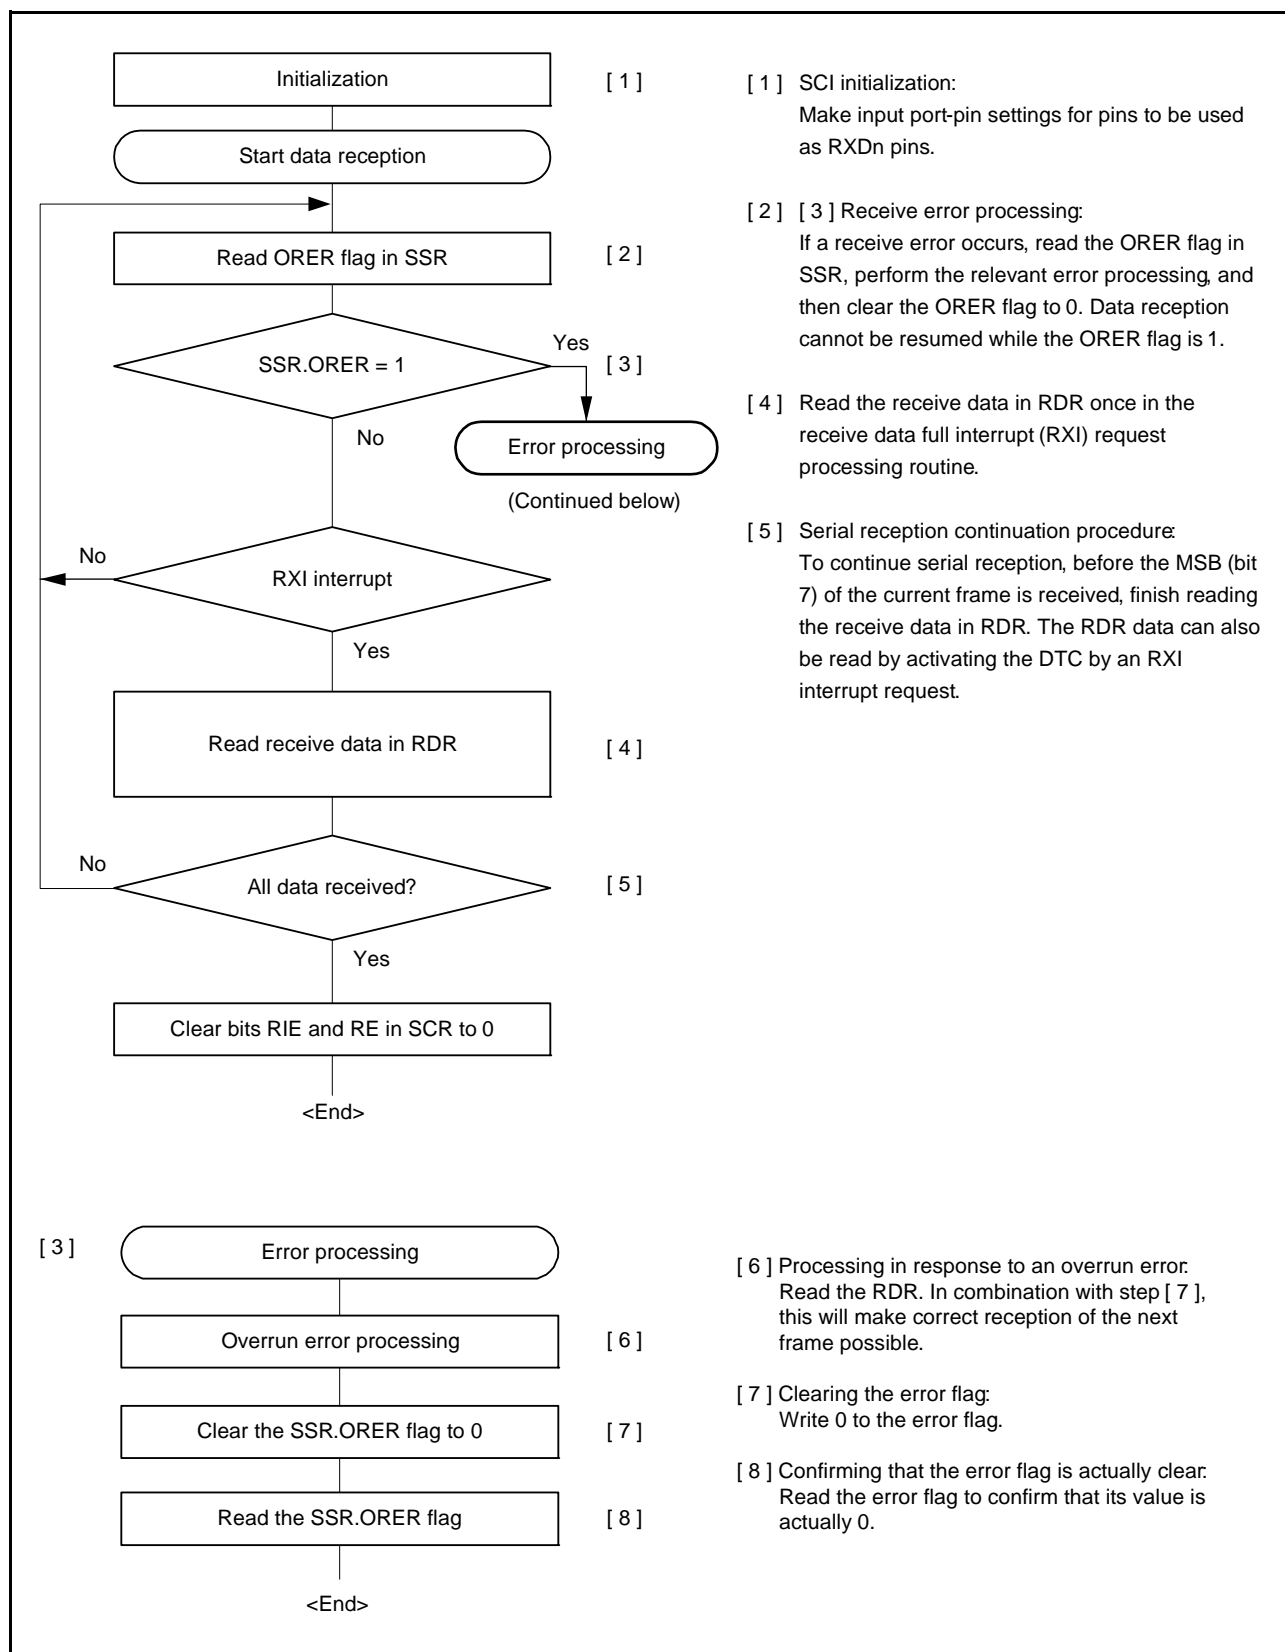 Initialization
[ 1 ]
Start data reception
Read ORER flag in SSR
[ 2 ]
SSR.ORER = 1
Yes
[ 3 ]
No
Error processing
(Continued below)
No
RXI interrupt
Yes
Read receive data in RDR
[ 4 ]
No
All data received?
[ 5 ]
Yes
Clear bits RIE and RE in SCR to 0
<End>
[ 1 ] SCI initialization:
Make input port-pin settings for pins to be used
as RXDn pins.
[ 2 ] [ 3 ] Receive error processing:
If a receive error occurs, read the ORER flag in
SSR, perform the relevant error processing, and
then clear the ORER flag to 0. Data reception
cannot be resumed while the ORER flag is 1.
[ 4 ] Read the receive data in RDR once in the
receive data full interrupt (RXI) request
processing routine.
[ 5 ] Serial reception continuation procedure:
To continue serial reception, before the MSB (bit
7) of the current frame is received, finish reading
the receive data in RDR. The RDR data can also
be read by activating the DTC by an RXI
interrupt request.
[ 3 ]
Error processing
Overrun error processing
[ 6 ]
Clear the SSR.ORER flag to 0
[ 7 ]
Read the SSR.ORER flag
[ 8 ]
<End>
[ 6 ] Processing in response to an overrun error:
Read the RDR. In combination with step [ 7 ],
this will make correct reception of the next
frame possible.
[ 7 ] Clearing the error flag:
Write 0 to the error flag.
[ 8 ] Confirming that the error flag is actually clear:
Read the error flag to confirm that its value is
actually 0.